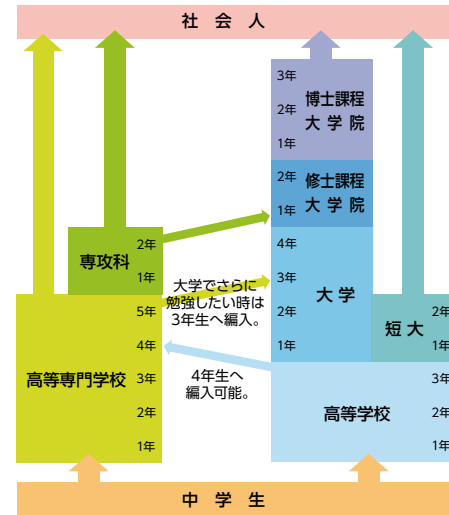 社会人
3年
2年
1年
博士課程
大学院
2年
1年
修士課程
大学院
2年
1年
専攻科
4年
3年
2年
1年
大学
大学でさらに
勉強したい時は
3年生へ編入。
5年
4年
3年
2年
1年
高等専門学校
2年
1年
短大
4年生へ
編入可能。
3年
2年
1年
高等学校
中学生